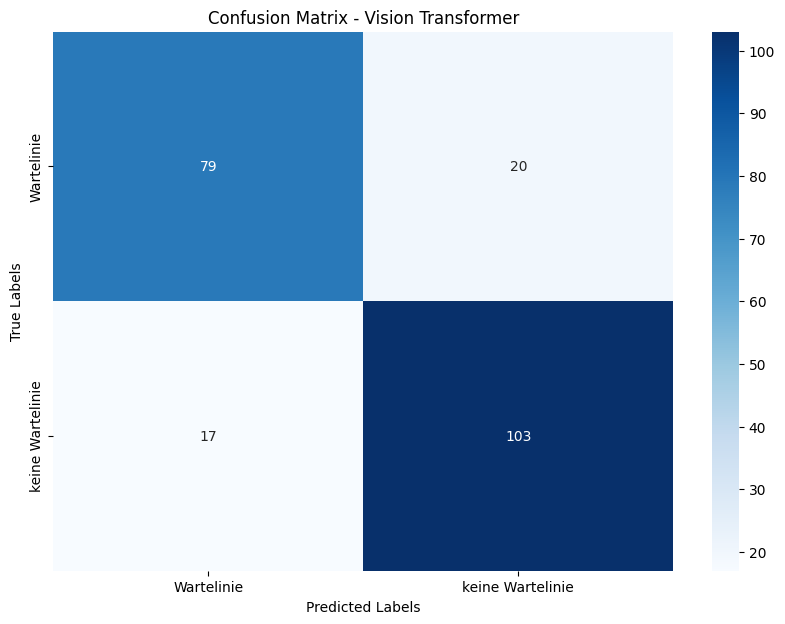 Confusion Matrix - Vision Transformer
True Labels
Wartelinie
79
20
keine Wartelinie
17
103
Wartelinie
keine Wartelinie
Predicted Labels
100
90
80
70
60
50
40
30
20